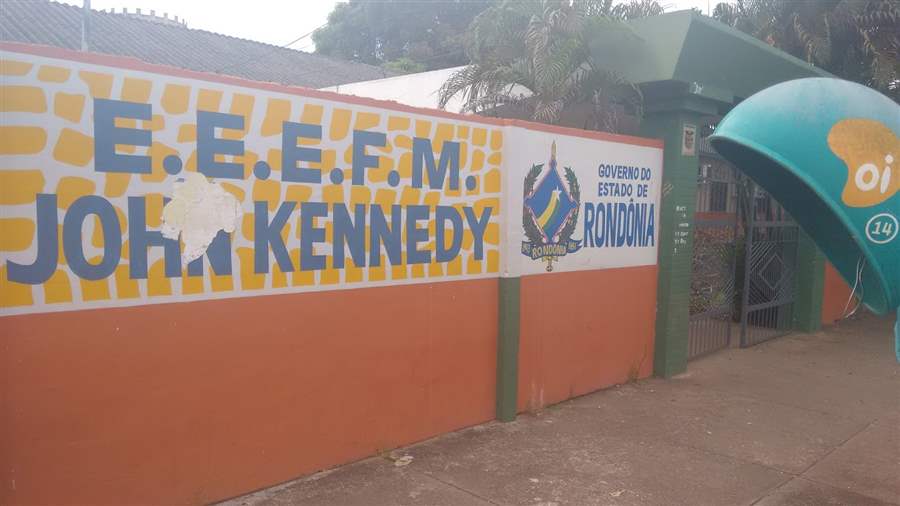 E.E.E.F.M.
JOHN KENNEDY
GOVERNO DO
ESTADO DE
RONDÔNIA
RONDÔNIA
oi
14